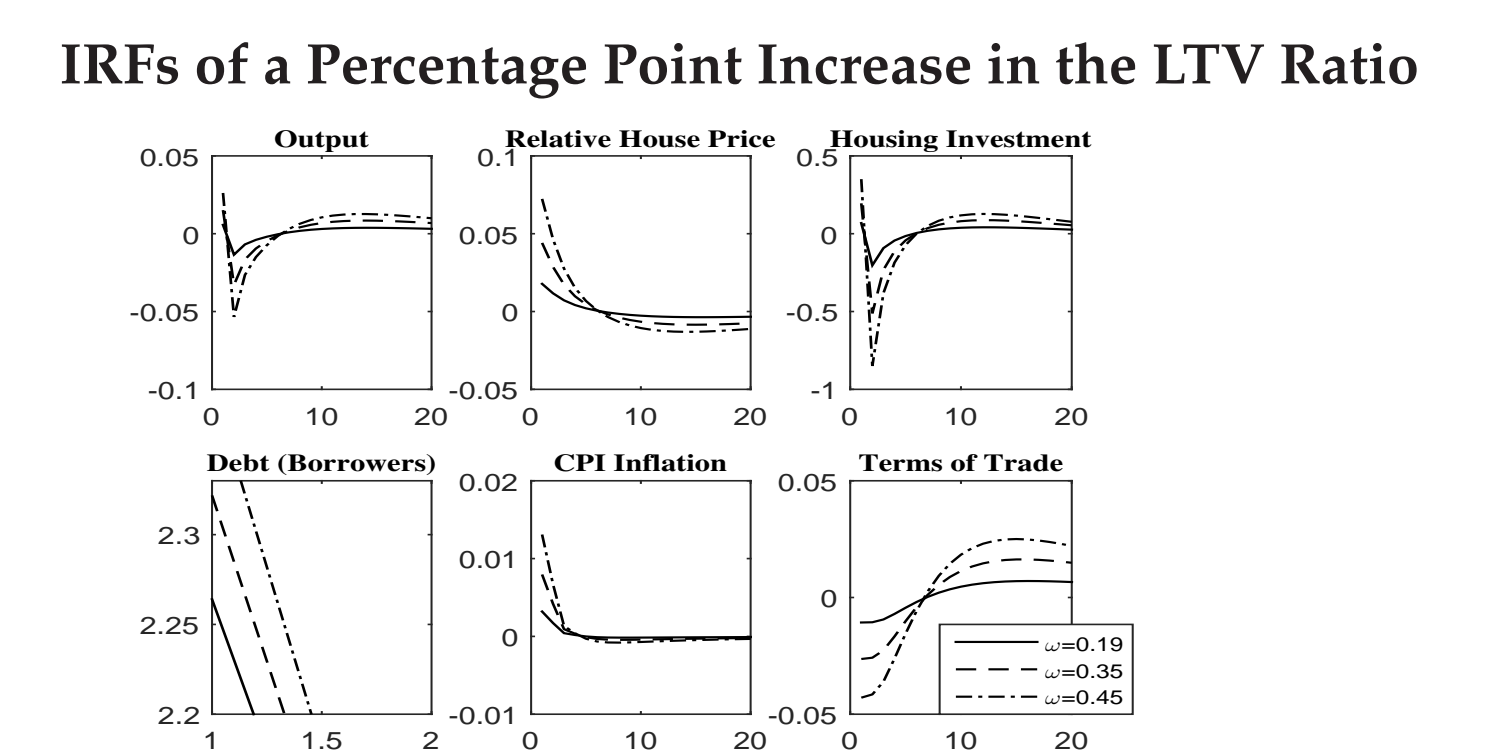 IRFs of a Percentage Point Increase in the LTV Ratio
Output
0.05
0
-0.05
-0.1
0 10 20
Relative House Price
0.1
0.05
0
-0.05
0 10 20
Housing Investment
0.5
0
-0.5
-1
0 10 20
Debt (Borrowers)
2.3
2.25
2.2
1 1.5 2
CPI Inflation
0.02
0.01
0
-0.01
0 10 20
Terms of Trade
0.05
0
-0.05
0 10 20
ω=0.19
ω=0.35
ω=0.45